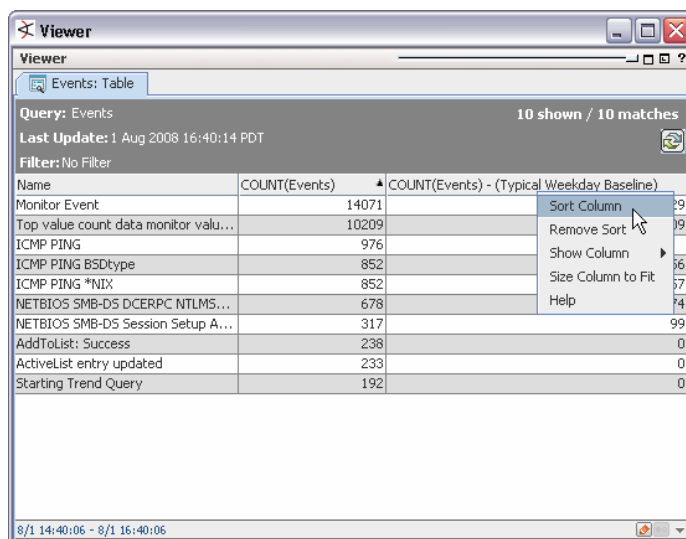 Viewer
Viewer ?
Events: Table
Query: Events 10 shown / 10 matches
Last Update: 1 Aug 2008 16:40:14 PDT
Filter: No Filter
Name COUNT(Events) COUNT(Events) - (Typical Weekday Baseline)
Monitor Event 14071 29
Top value count data monitor valu... 10209 09
ICMP PING 976
ICMP PING BSDtype 852 56
ICMP PING *NIX 852 57
NETBIOS SMB-DS DCERPC NTLMS... 678 74
NETBIOS SMB-DS Session Setup A... 317 99
AddToList: Success 238 0
ActiveList entry updated 233 0
Starting Trend Query 192 0
Sort Column
Remove Sort
Show Column
Size Column to Fit
Help
8/1 14:40:06 - 8/1 16:40:06